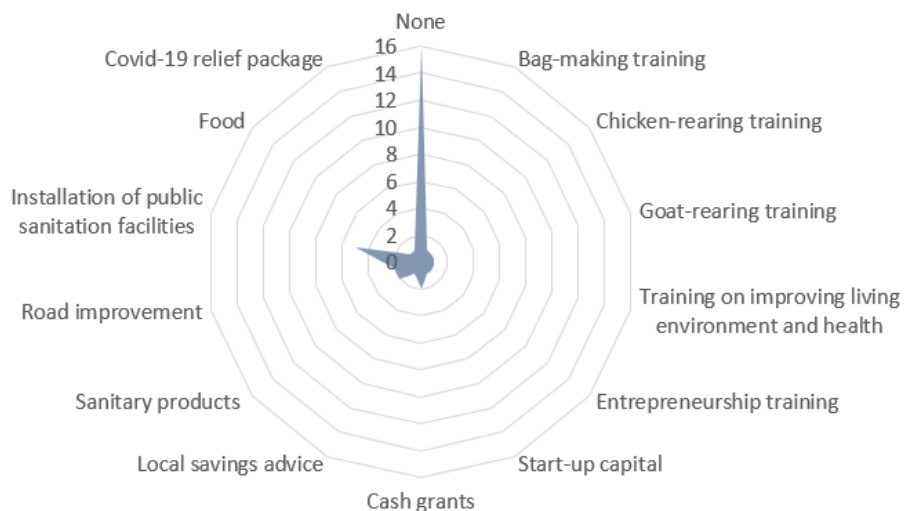 None
16
Covid-19 relief package
Bag-making training
14
12
Food
10
Chicken-rearing training
8
Installation of public
sanitation facilities
6
Goat-rearing training
4
2
0
Road improvement
Training on improving living
environment and health
Sanitary products
Entrepreneurship training
Local savings advice
Start-up capital
Cash grants